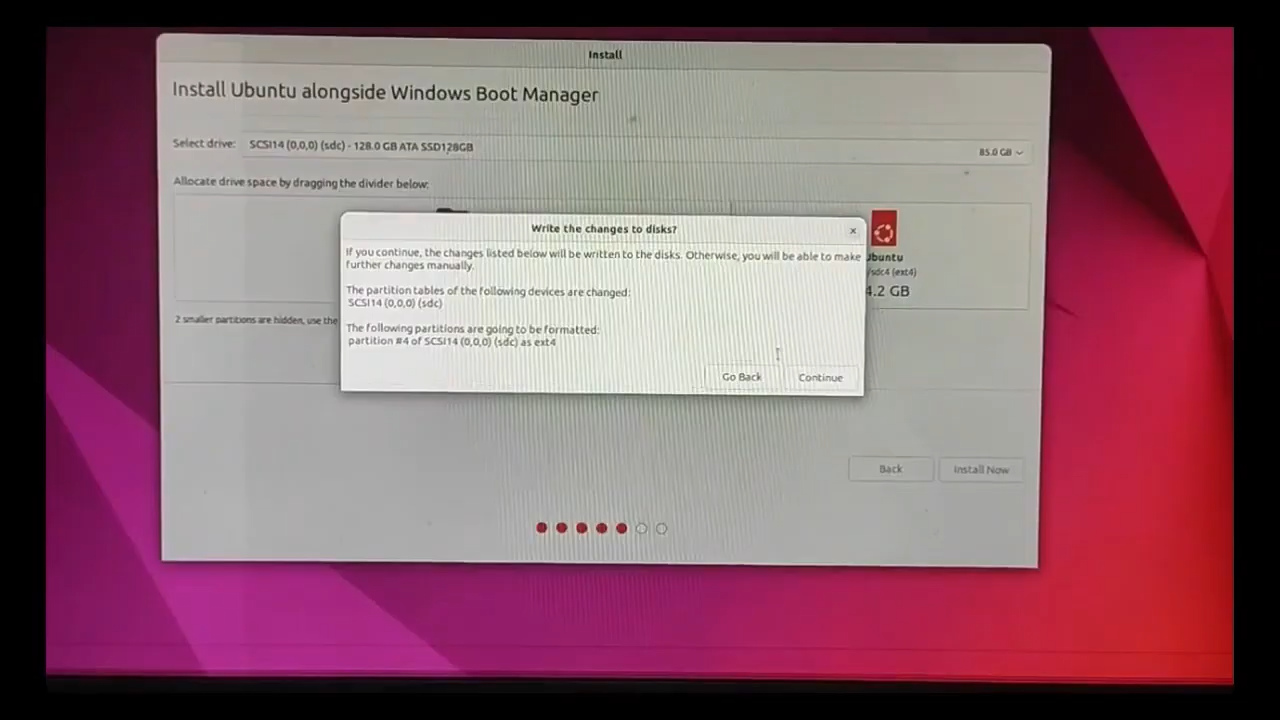 Install
Install Ubuntu alongside Windows Boot Manager
Select drive: SCSI14 (0,0,0) (sdc) - 128.0 GB ATA SSD128GB 85.0 GB
Allocate drive space by dragging the divider below:
Write the changes to disks?
If you continue, the changes listed below will be written to the disks. Otherwise, you will be able to make
further changes manually.
The partition tables of the following devices are changed:
SCSI14 (0,0,0) (sdc)
The following partitions are going to be formatted:
partition #4 of SCSI14 (0,0,0) (sdc) as ext4
Go Back Continue
Ubuntu
/sdc4 (ext4)
4.2 GB
2 smaller partitions are hidden, use the
Back Install Now